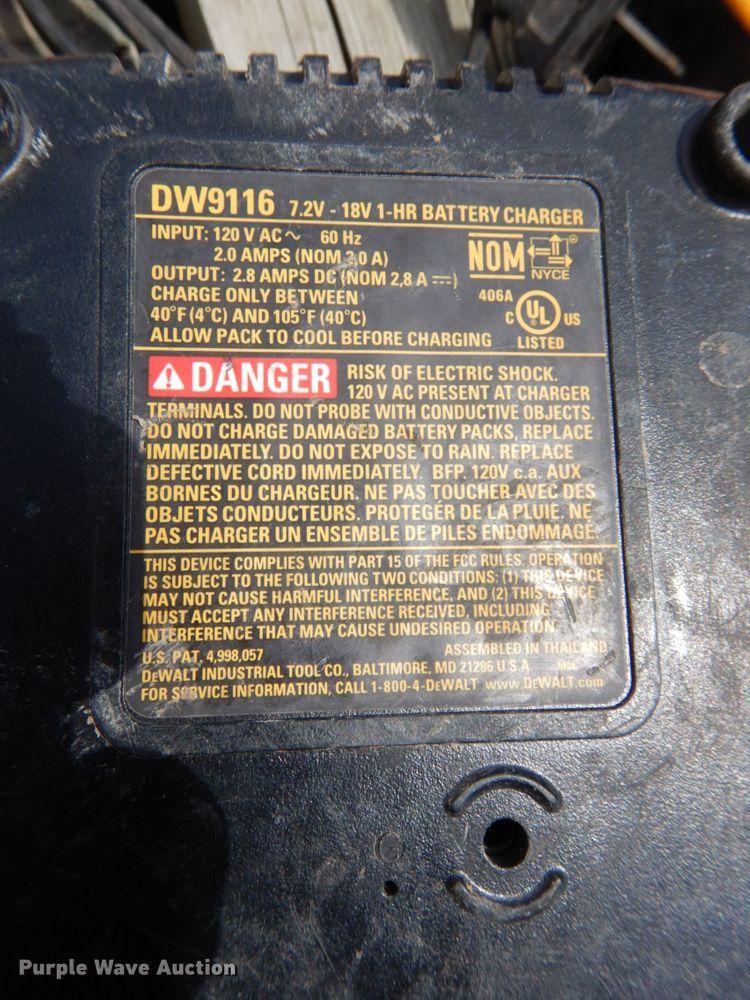 DW9116 7.2V - 18V 1-HR BATTERY CHARGER
INPUT: 120 V AC ~ 60 Hz
2.0 AMPS (NOM 2,0 A)
OUTPUT: 2.8 AMPS DC (NOM 2,8 A ⎓)
CHARGE ONLY BETWEEN
40°F (4°C) AND 105°F (40°C)
ALLOW PACK TO COOL BEFORE CHARGING
NOM
NYCE
®
406A
C UL US
LISTED
DANGER RISK OF ELECTRIC SHOCK.
120 V AC PRESENT AT CHARGER
TERMINALS. DO NOT PROBE WITH CONDUCTIVE OBJECTS.
DO NOT CHARGE DAMAGED BATTERY PACKS, REPLACE
IMMEDIATELY. DO NOT EXPOSE TO RAIN. REPLACE
DEFECTIVE CORD IMMEDIATELY. BFP. 120V c.a. AUX
BORNES DU CHARGEUR. NE PAS TOUCHER AVEC DES
OBJETS CONDUCTEURS. PROTEGER DE LA PLUIE. NE
PAS CHARGER UN ENSEMBLE DE PILES ENDOMMAGÉ.
THIS DEVICE COMPLIES WITH PART 15 OF THE FCC RULES. OPERATION
IS SUBJECT TO THE FOLLOWING TWO CONDITIONS: (1) THIS DEVICE
MAY NOT CAUSE HARMFUL INTERFERENCE, AND (2) THIS DEVICE
MUST ACCEPT ANY INTERFERENCE RECEIVED, INCLUDING
INTERFERENCE THAT MAY CAUSE UNDESIRED OPERATION
U.S. PAT. 4,998,057 ASSEMBLED IN THAILAND
DEWALT INDUSTRIAL TOOL CO., BALTIMORE, MD 21286 U.S.A.
FOR SERVICE INFORMATION, CALL 1-800-4-DEWALT www.DEWALT.com
Purple Wave Auction